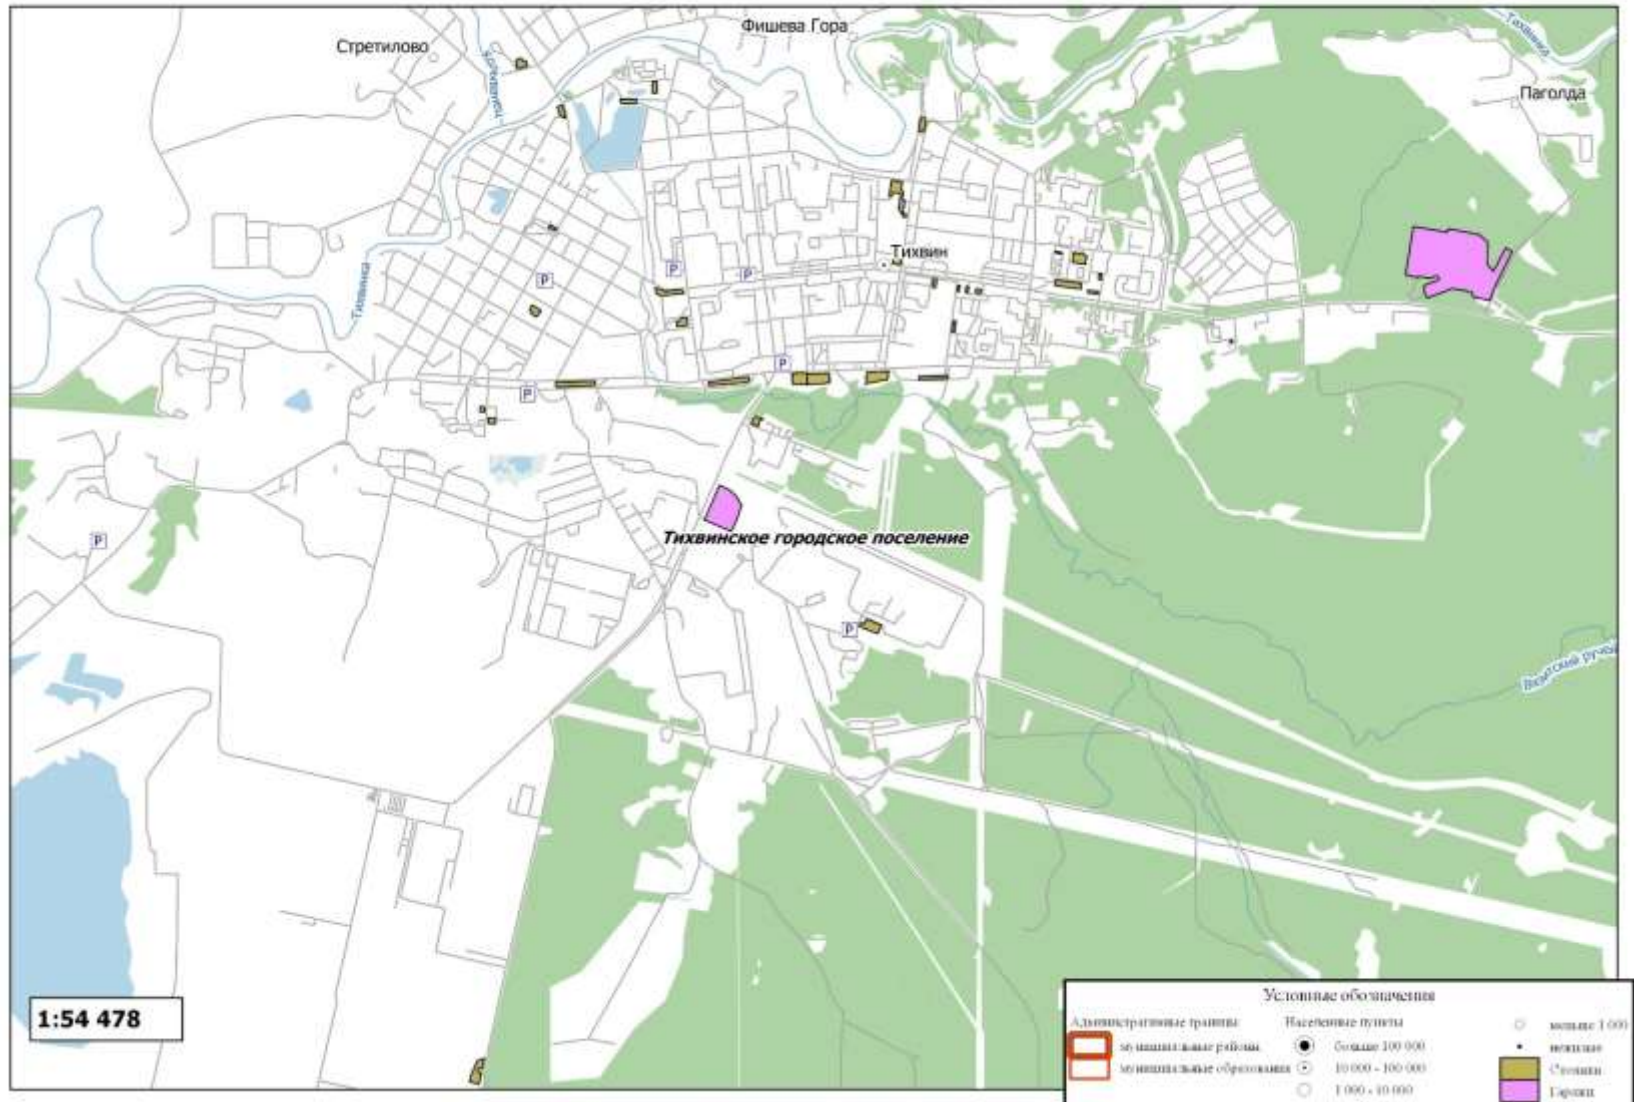 Фишева Гора
Стретилово
Тихвинка
Паголда
Тихвин
P
P
P
Тихвинка
P
P
Тихвинское городское поселение
P
P
1:54 478
Условные обозначения
Административные границы
Населенные пункты
меньше 1 000
муниципальные районы
больше 100 000
нежилые
муниципальные образования
10 000 - 100 000
Стоянки
1 000 - 10 000
Гаражи